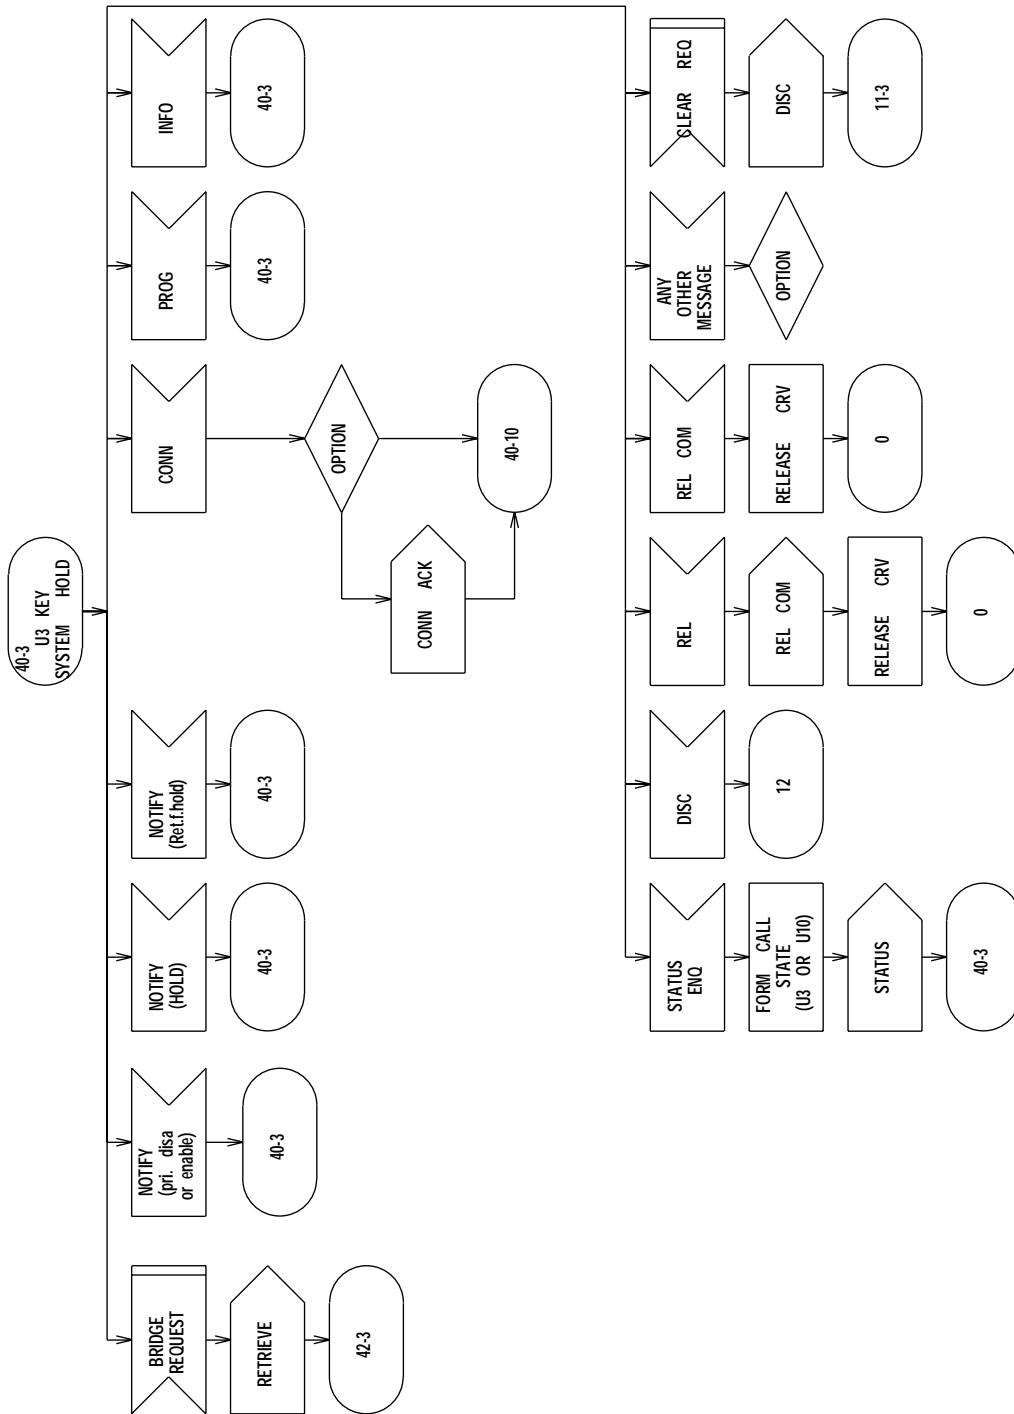 40-3
U3 KEY
SYSTEM HOLD
BRIDGE
REQUEST
RETRIEVE
42-3
NOTIFY
(pri. disa
or enable)
40-3
NOTIFY
(HOLD)
40-3
NOTIFY
(Ret.f.hold)
40-3
CONN
OPTION
CONN ACK
40-10
PROG
40-3
INFO
40-3
STATUS
ENQ
FORM CALL
STATE
(U3 OR U10)
STATUS
40-3
DISC
12
REL
REL COM
RELEASE CRV
0
REL COM
RELEASE CRV
0
ANY
OTHER
MESSAGE
OPTION
CLEAR REQ
DISC
11-3